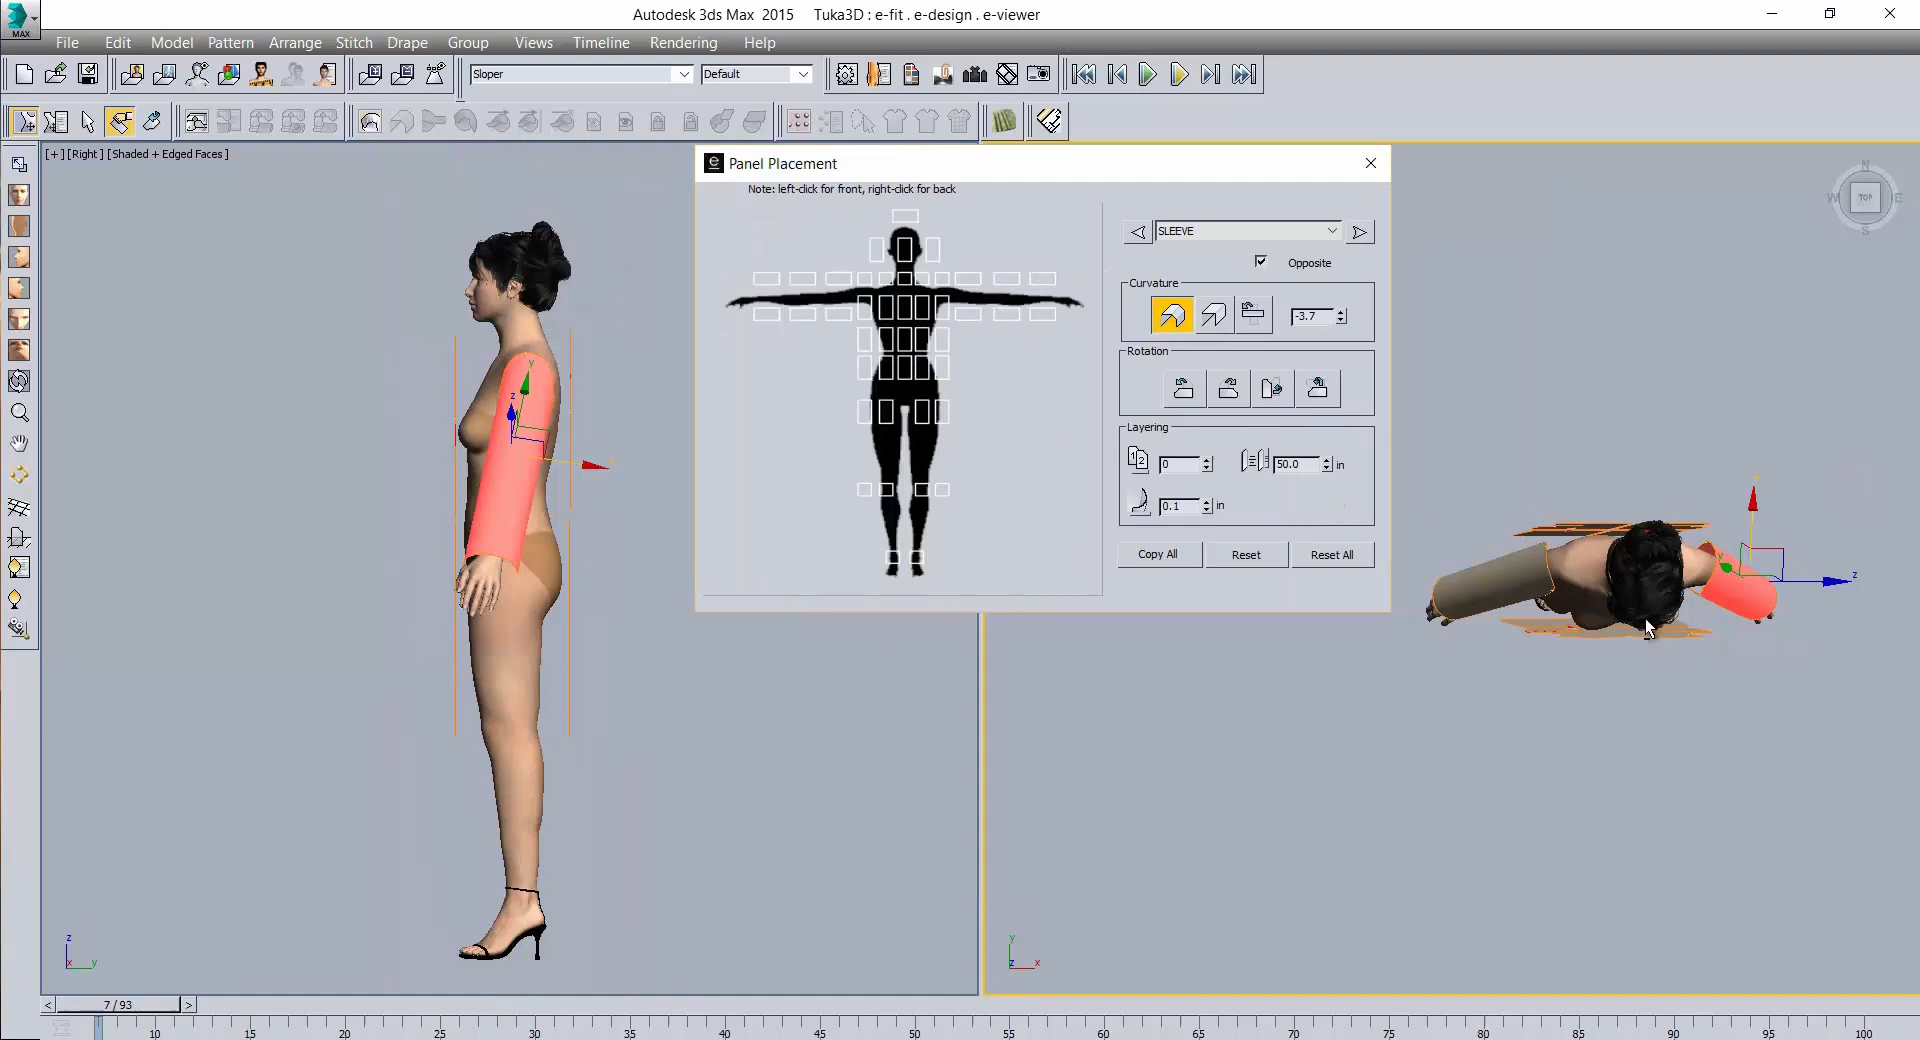 MAX
Autodesk 3ds Max 2015 Tuka3D : e-fit . e-design . e-viewer
File Edit Model Pattern Arrange Stitch Drape Group Views Timeline Rendering Help
Sloper Default
[+] [Right ] [Shaded + Edged Faces ]
Panel Placement
Note: left-click for front, right-click for back
SLEEVE
Opposite
Curvature
-3.7
Rotation
Layering
0 50.0 in
0.1 in
Copy All Reset Reset All
N
W TOP E
S
y
z
y
z
z
x y
y
z x
< 7 / 93 >
10 15 20 25 30 35 40 45 50 55 60 65 70 75 80 85 90 95 100